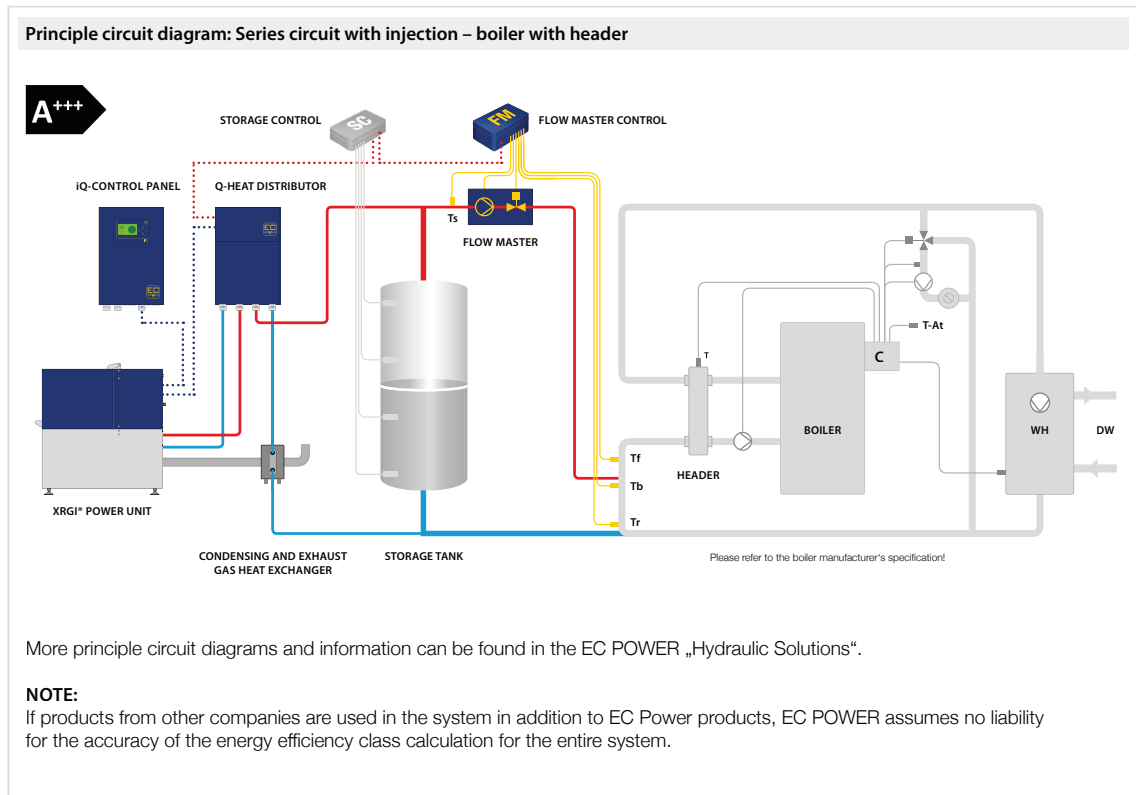 Principle circuit diagram: Series circuit with injection – boiler with header
A+++
STORAGE CONTROL
SC
FM
FLOW MASTER CONTROL
iQ-CONTROL PANEL
Q-HEAT DISTRIBUTOR
EC
Ts
FLOW MASTER
EC
T-At
T
C
BOILER
WH
DW
Tf
HEADER
Tb
Tr
XRGI® POWER UNIT
CONDENSING AND EXHAUST
GAS HEAT EXCHANGER
STORAGE TANK
Please refer to the boiler manufacturer's specification!
More principle circuit diagrams and information can be found in the EC POWER „Hydraulic Solutions“.
NOTE:
If products from other companies are used in the system in addition to EC Power products, EC POWER assumes no liability
for the accuracy of the energy efficiency class calculation for the entire system.